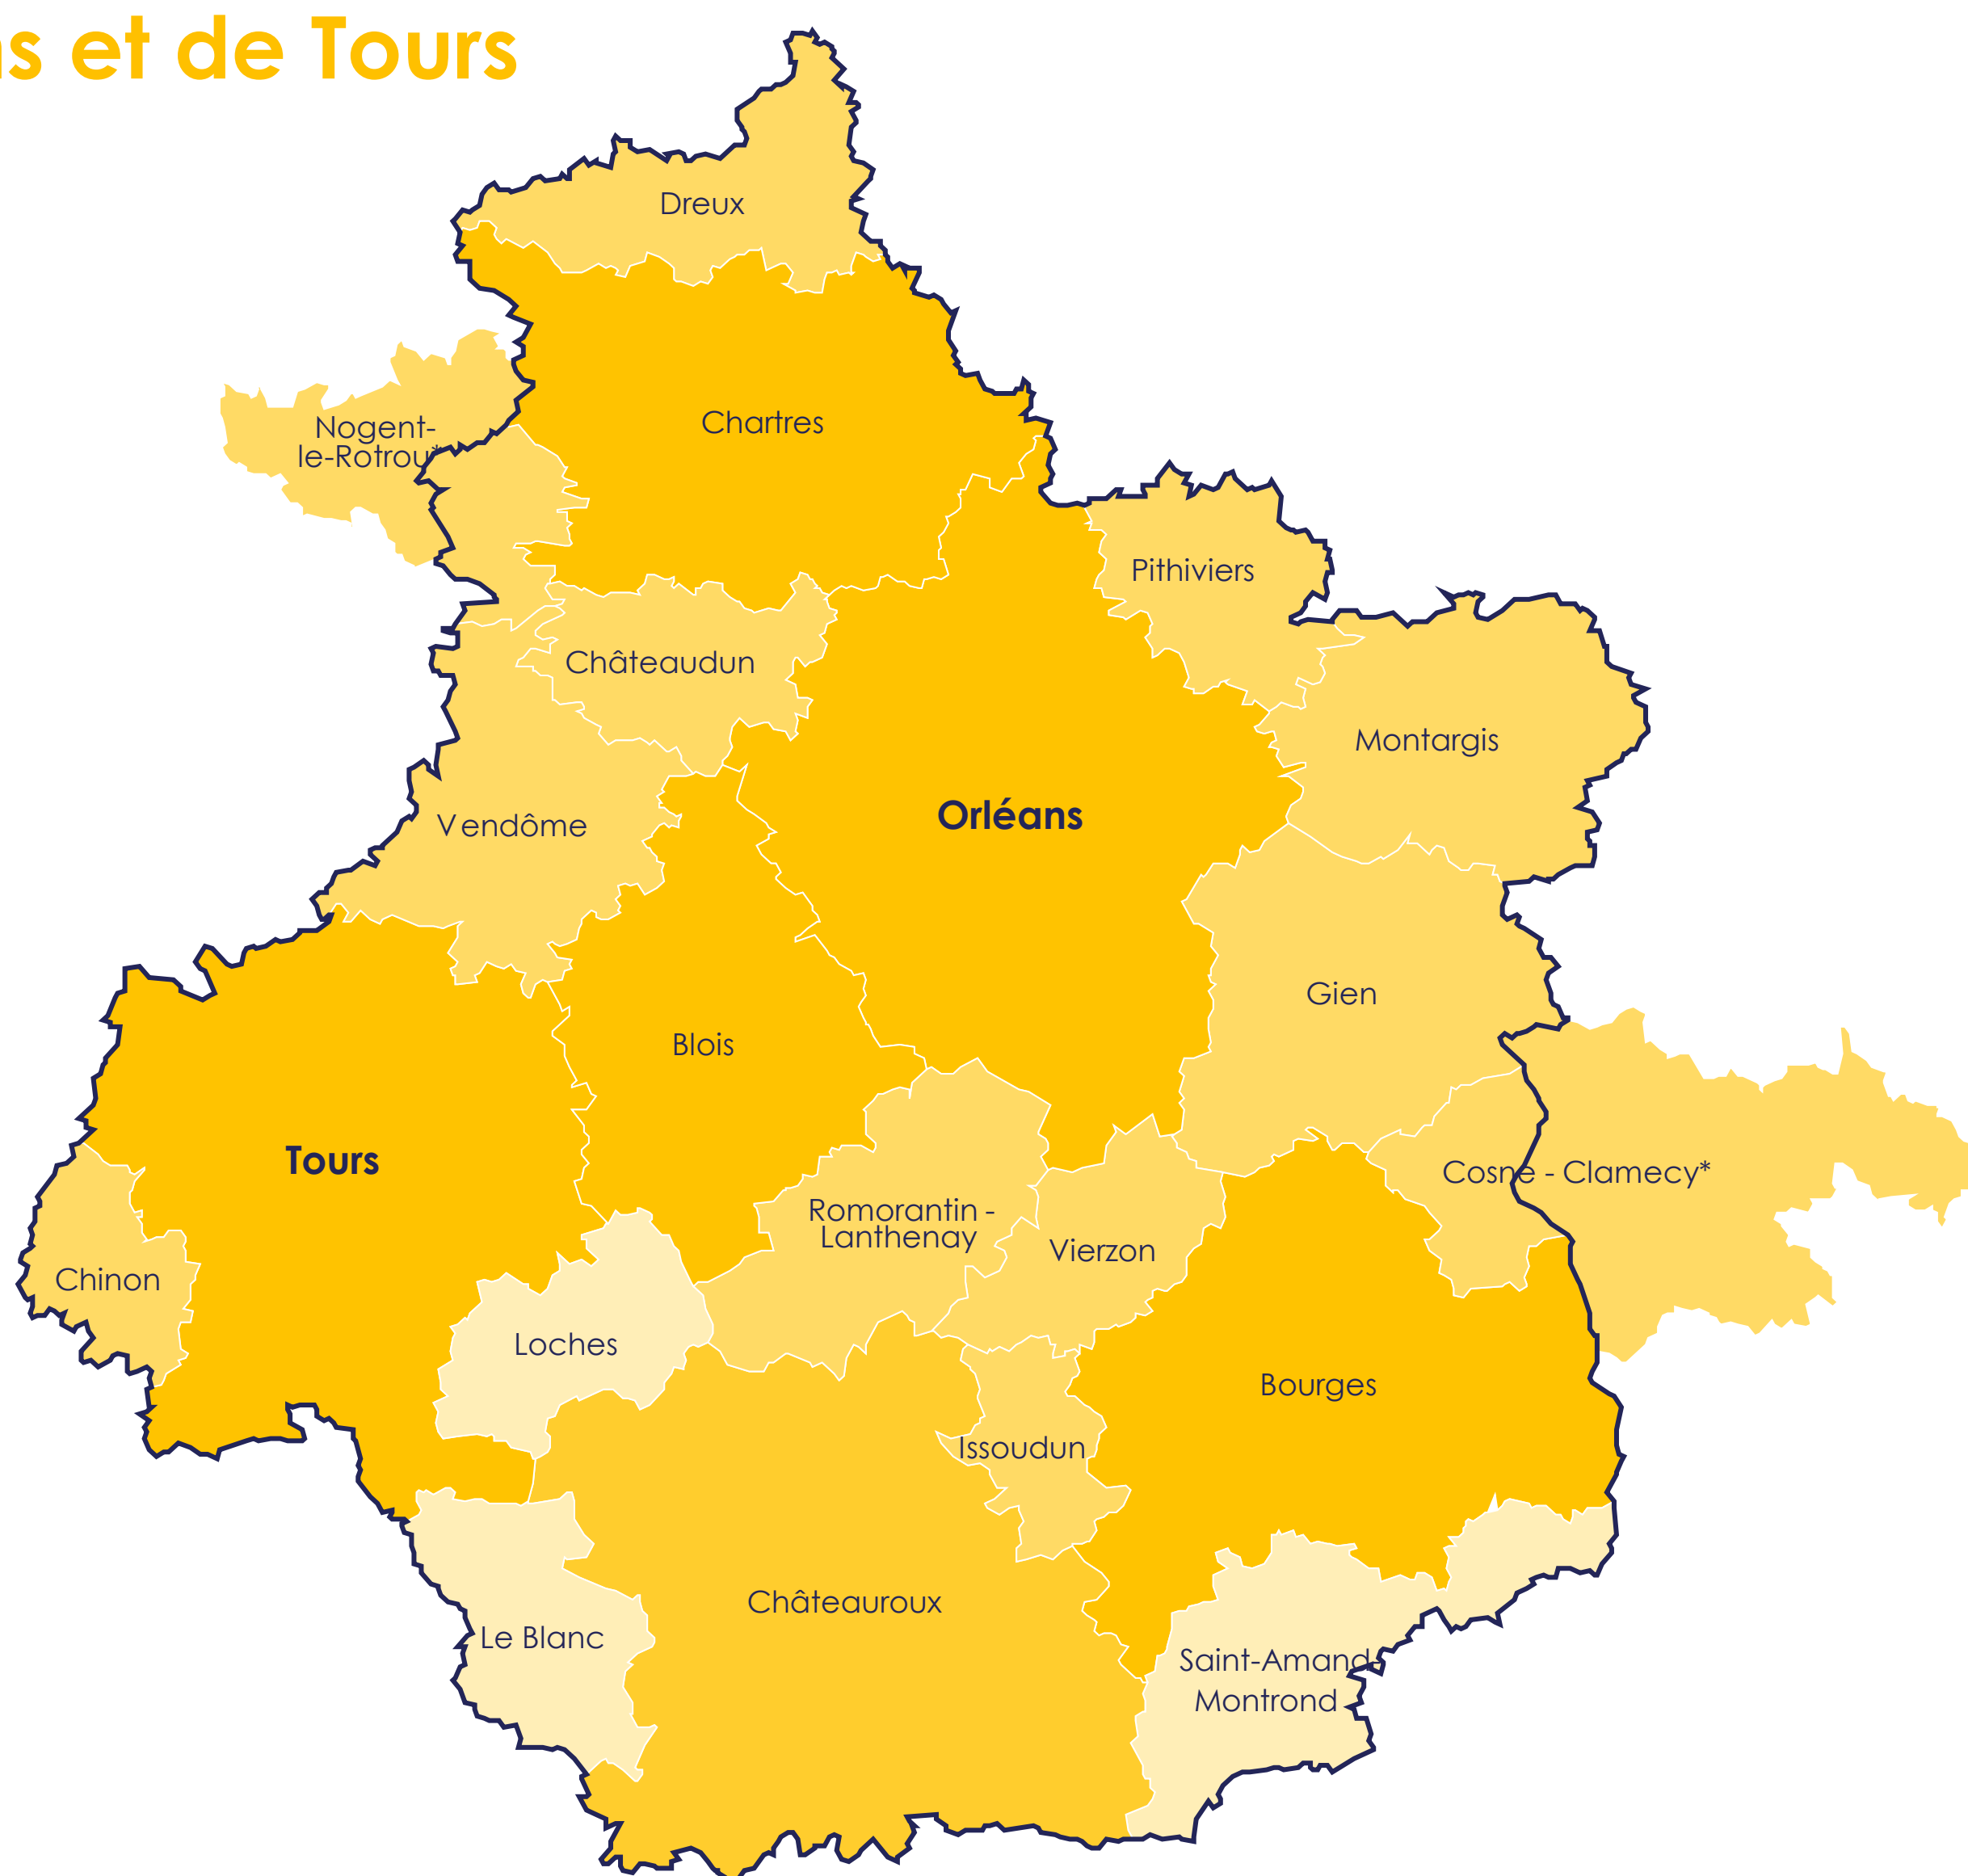 s et de Tours
Dreux
Chartres
Nogent-
le-Rotrou*
Pithiviers
Châteaudun
Montargis
Orléans
Vendôme
Gien
Blois
Tours
Cosne - Clamecy*
Romorantin -
Lanthenay
Vierzon
Chinon
Loches
Bourges
Issoudun
Châteauroux
Le Blanc
Saint-Amand-
Montrond